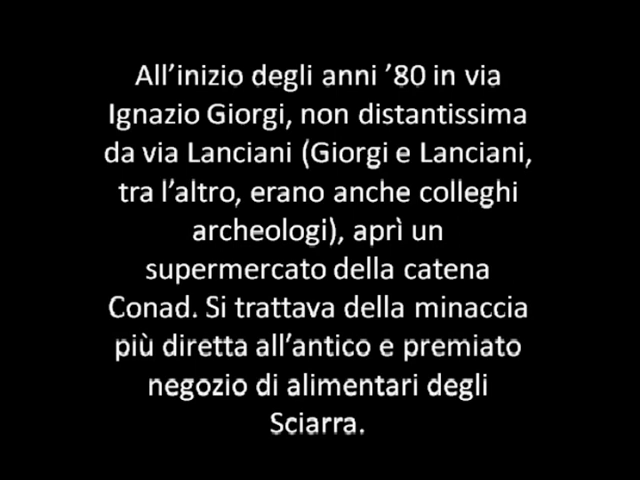 All’inizio degli anni ’80 in via
Ignazio Giorgi, non distantissima
da via Lanciani (Giorgi e Lanciani,
tra l’altro, erano anche colleghi
archeologi), aprì un
supermercato della catena
Conad. Si trattava della minaccia
più diretta all’antico e premiato
negozio di alimentari degli
Sciarra.